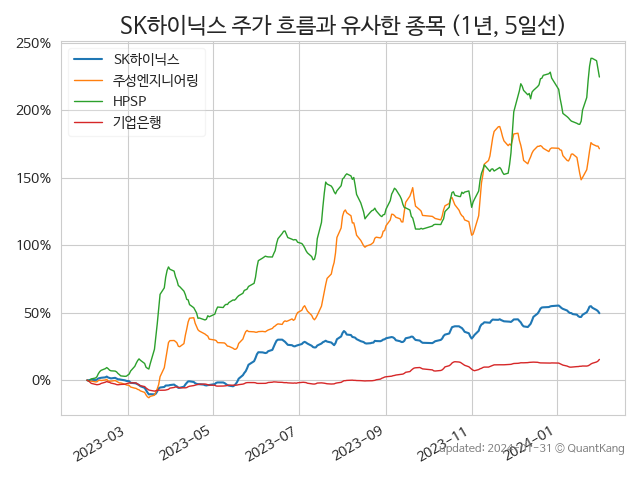 SK하이닉스 주가 흐름과 유사한 종목 (1년, 5일선)
250%
200%
150%
100%
50%
0%
SK하이닉스
주성엔지니어링
HPSP
기업은행
2023-03
2023-05
2023-07
2023-09
2023-11
2024-01
updated: 2024-01-31 © QuantKang